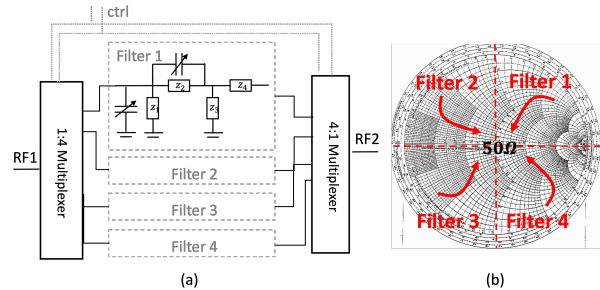 ctrl
Filter 1
z₁
z₂
z₃
z₄
RF1
1:4 Multiplexer
4:1 Multiplexer
RF2
Filter 2
Filter 3
Filter 4
(a)
Filter 2
Filter 1
50Ω
Filter 3
Filter 4
(b)